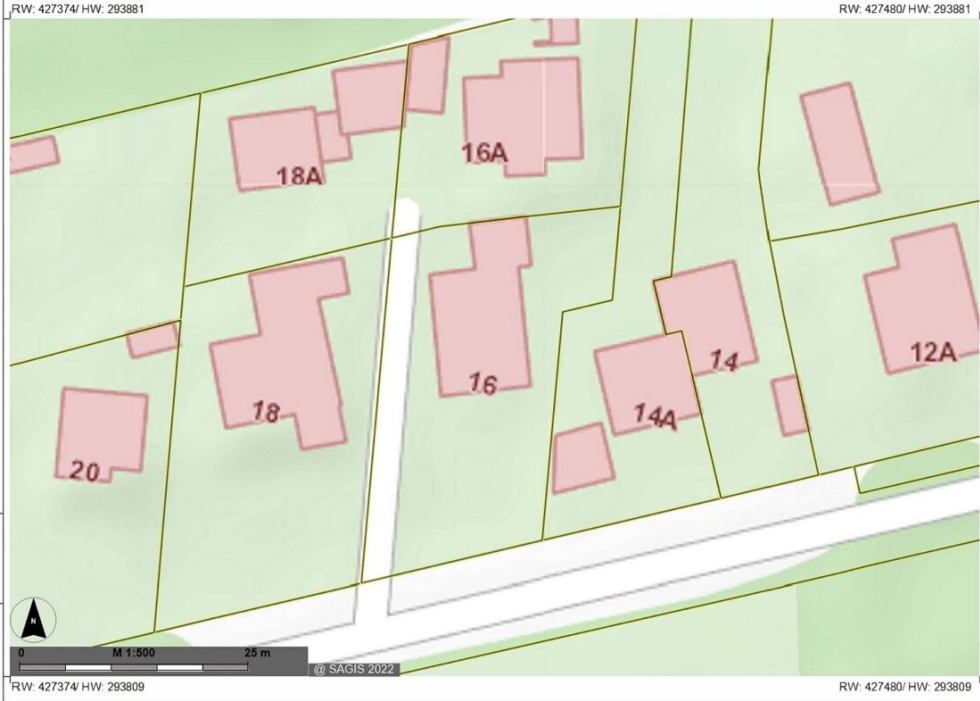 RW: 427374/ HW: 293881
RW: 427480/ HW: 293881
16A
18A
12A
14
16
18
14A
20
N
0 M 1:500 25 m
@ SAGIS 2022
RW: 427374/ HW: 293809
RW: 427480/ HW: 293809